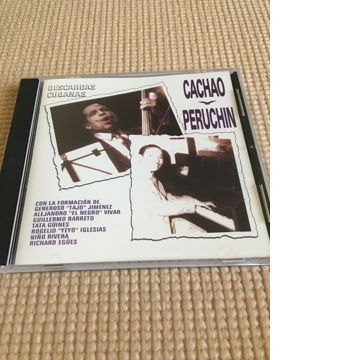 DESCARGAS
CUBANAS
CACHAO
Y
PERUCHIN
CON LA FORMACIÓN DE
GENEROSO "TAJO" JIMÉNEZ
ALEJANDRO "EL NEGRO" VIVAR
GUILLERMO BARRETO
TATA GÜINES
ROGELIO "YEYO" IGLESIAS
NIÑO RIVERA
RICHARD EGÜES